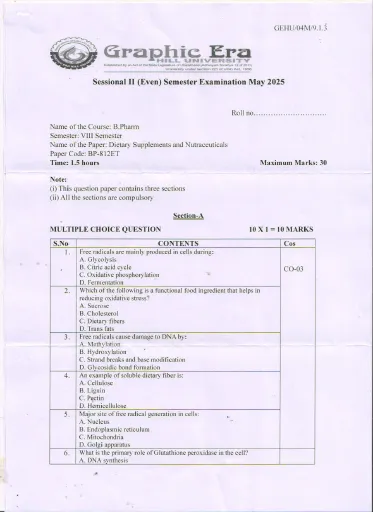 GEHU/04M/9.1.3
Graphic Era
HILL UNIVERSITY
Sessional II (Even) Semester Examination May 2025
Roll no.............................
Name of the Course: B.Pharm
Semester: VIII Semester
Name of the Paper: Dietary Supplements and Nutraceuticals
Paper Code: BP-812ET
Time: 1.5 hours Maximum Marks: 30
Note:
(i) This question paper contains three sections
(ii) All the sections are compulsory
Section-A
MULTIPLE CHOICE QUESTION 10 X 1 = 10 MARKS
S.No CONTENTS Cos
1. Free radicals are mainly produced in cells during:
A. Glycolysis
B. Citric acid cycle CO-03
C. Oxidative phosphorylation
D. Fermentation
2. Which of the following is a functional food ingredient that helps in
reducing oxidative stress?
A. Sucrose
B. Cholesterol
C. Dietary fibers
D. Trans fats
3. Free radicals cause damage to DNA by:
A. Methylation
B. Hydroxylation
C. Strand breaks and base modification
D. Glycosidic bond formation
4. An example of soluble dietary fiber is:
A. Cellulose
B. Lignin
C. Pectin
D. Hemicellulose
5. Major site of free radical generation in cells:
A. Nucleus
B. Endoplasmic reticulum
C. Mitochondria
D. Golgi apparatus
6. What is the primary role of Glutathione peroxidase in the cell?
A. DNA synthesis